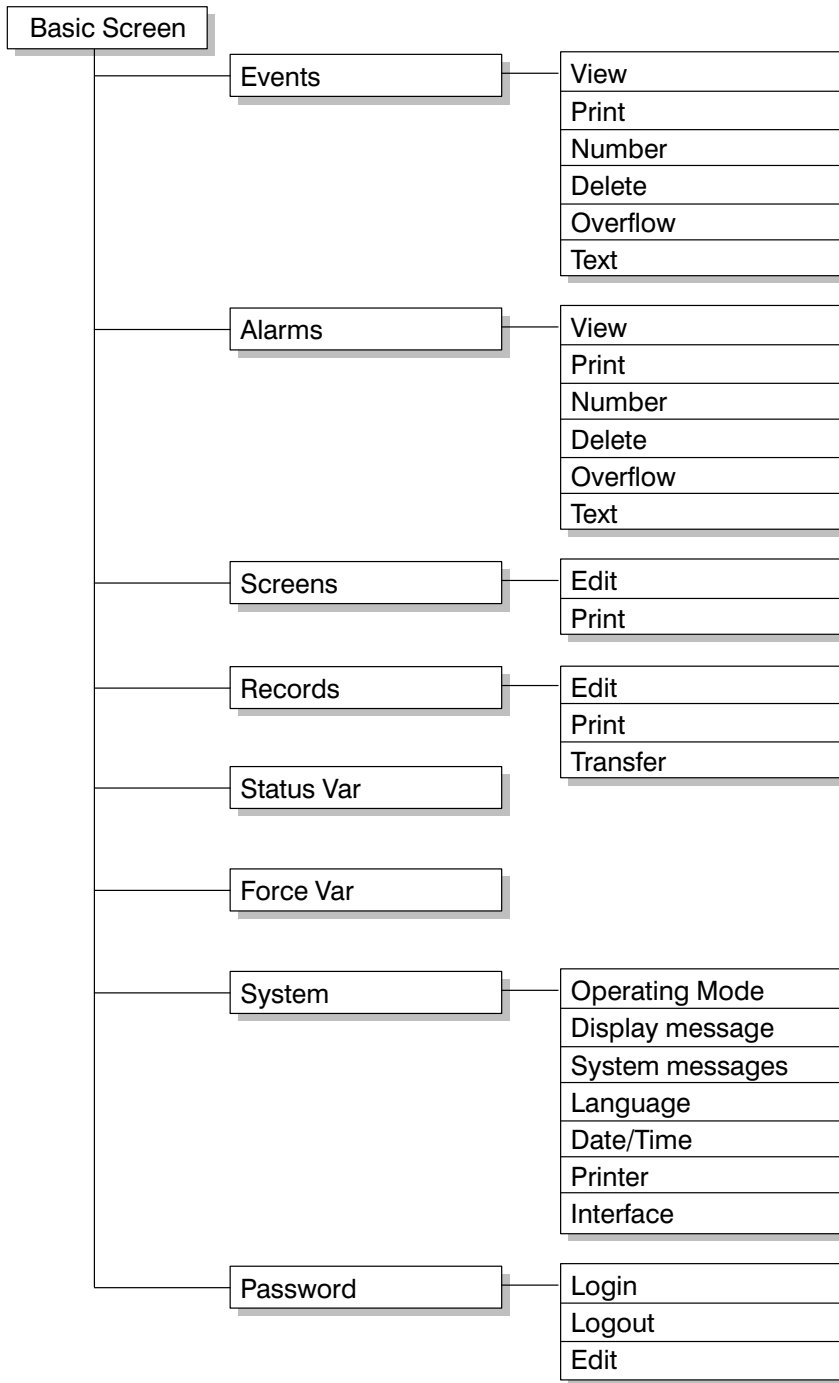 Basic Screen
Events
View
Print
Number
Delete
Overflow
Text
Alarms
View
Print
Number
Delete
Overflow
Text
Screens
Edit
Print
Records
Edit
Print
Transfer
Status Var
Force Var
System
Operating Mode
Display message
System messages
Language
Date/Time
Printer
Interface
Password
Login
Logout
Edit